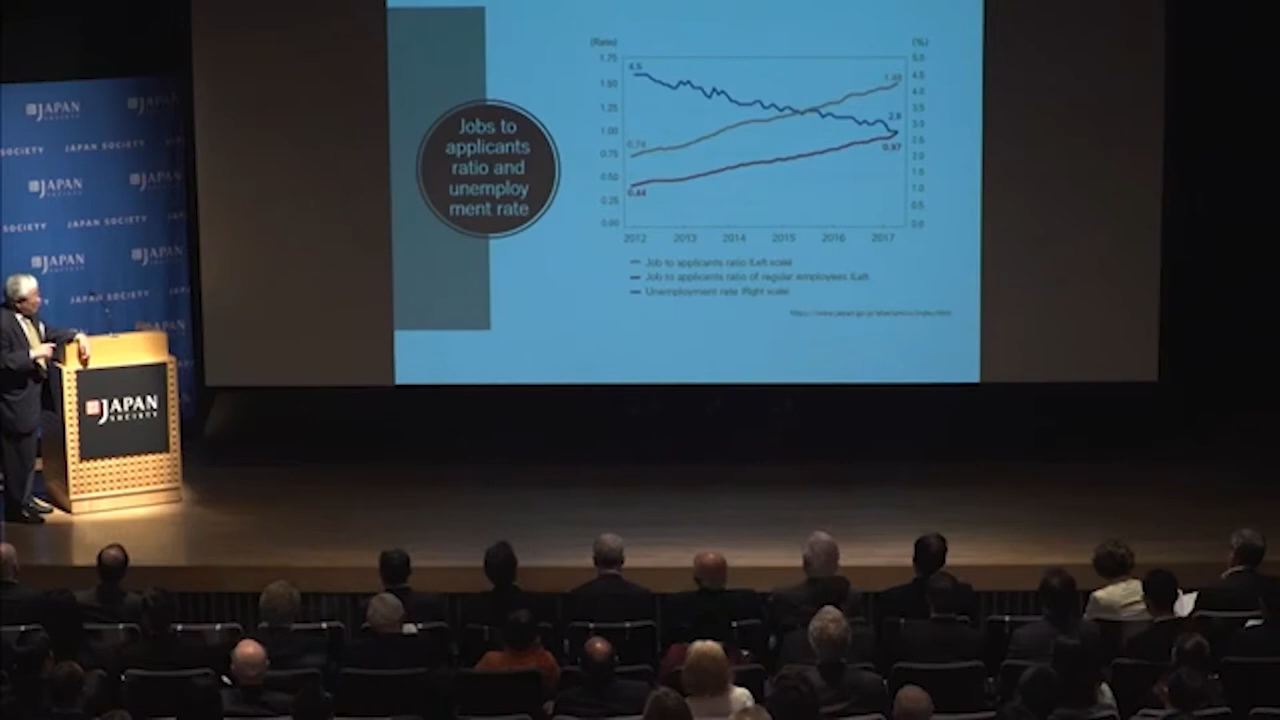 JAPAN
SOCIETY
JAPAN
SOCIETY
JAPAN SOCIETY
JAPAN
JAPAN
SOCIETY
JAPAN SOCIETY
JAPAN
JAPAN
JAPAN SOCIETY
JAPAN
SOCIETY
Jobs to
applicants
ratio and
unemploy
ment rate
(Ratio)
(%)
1.75
1.50
1.25
1.00
0.75
0.50
0.25
0.00
5.0
4.5
4.0
3.5
3.0
2.5
2.0
1.5
1.0
0.5
0.0
4.5
0.74
0.44
1.49
2.8
0.97
2012 2013 2014 2015 2016 2017
Job to applicants ratio (Left scale)
Job to applicants ratio of regular employees (Left
Unemployment rate (Right scale)